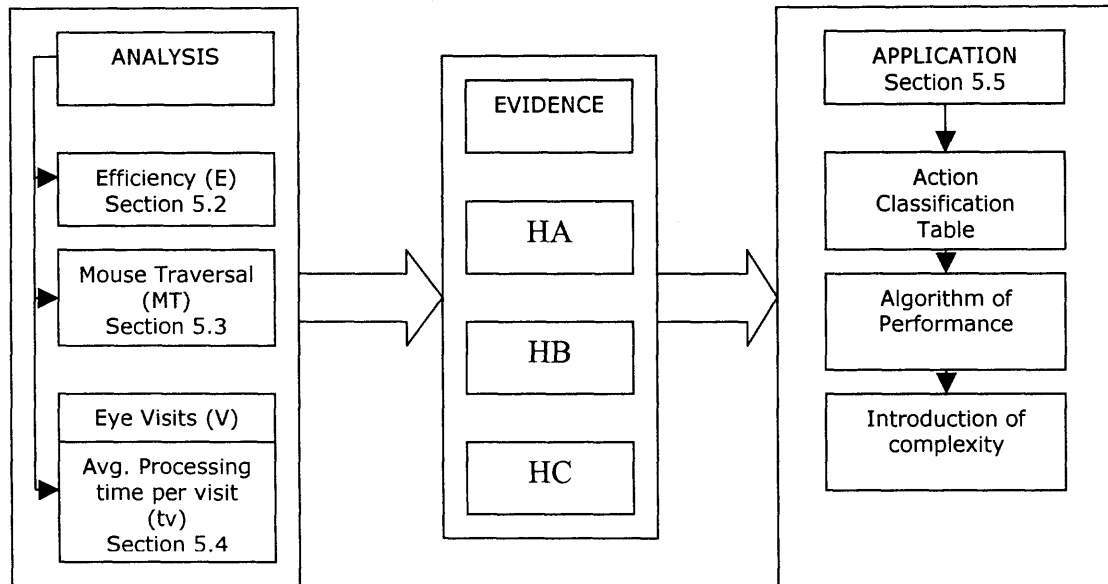 ANALYSIS
Efficiency (E)
Section 5.2
Mouse Traversal
(MT)
Section 5.3
Eye Visits (V)
Avg. Processing
time per visit
(tv)
Section 5.4
EVIDENCE
HA
HB
HC
APPLICATION
Section 5.5
Action
Classification
Table
Algorithm of
Performance
Introduction of
complexity